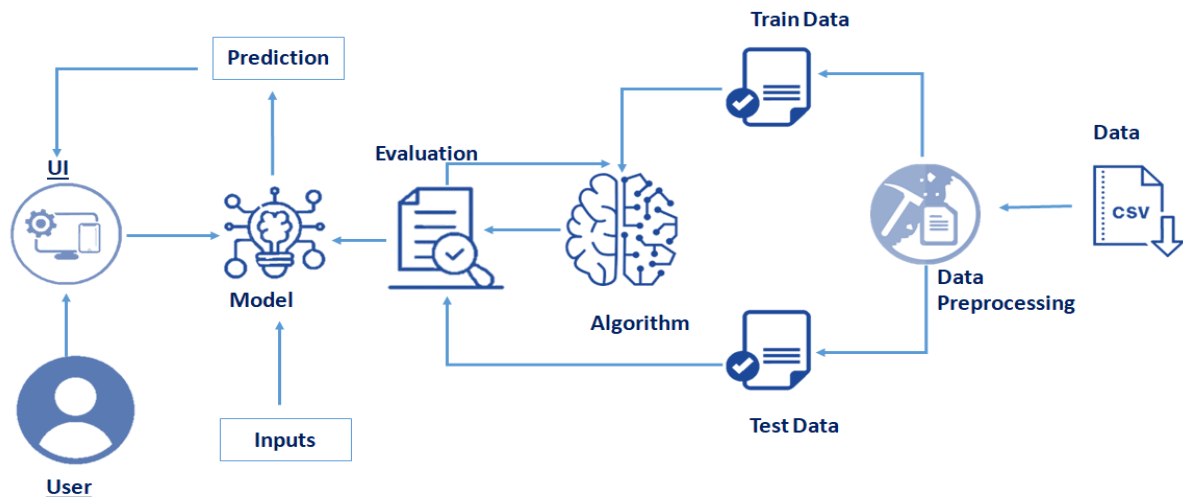 Train Data
Prediction
Data
Evaluation
UI
CSV
Model
Data
Preprocessing
Algorithm
Test Data
Inputs
User